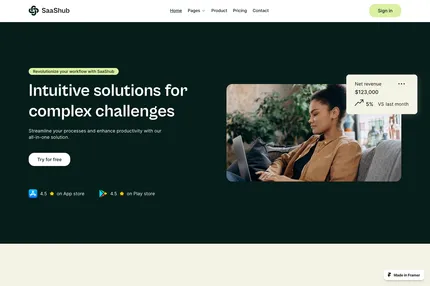 SaaShub
Home Pages Product Pricing Contact
Sign in
Revolutionize your workflow with SaaShub
Intuitive solutions for
complex challenges
Streamline your processes and enhance productivity with our
all-in-one solution.
Try for free
4.5 on App store
4.5 on Play store
Net revenue
$123,000
5% VS last month
Made in Framer